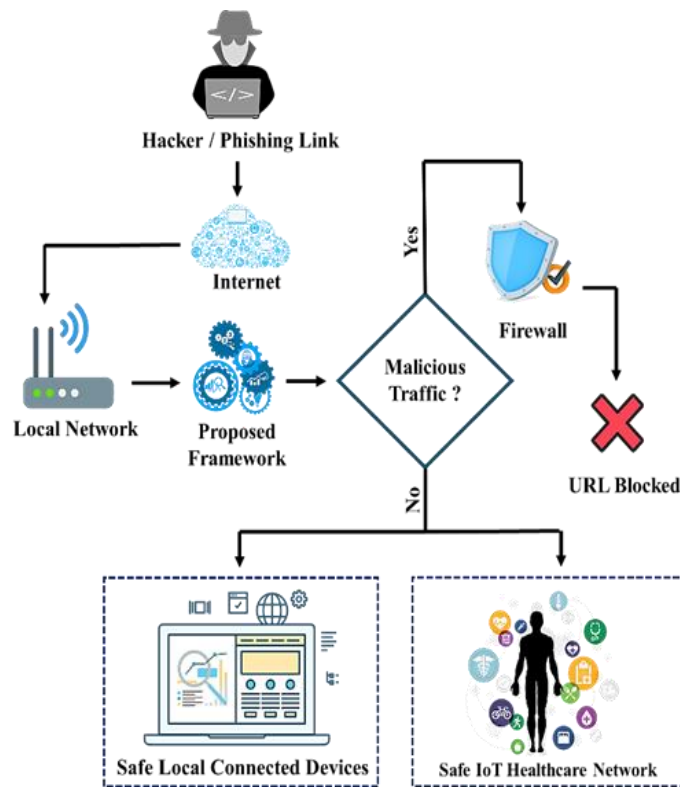 </>
Hacker / Phishing Link
Internet
Local Network
Proposed
Framework
Malicious
Traffic ?
Yes
Firewall
URL Blocked
No
Safe Local Connected Devices
Safe IoT Healthcare Network